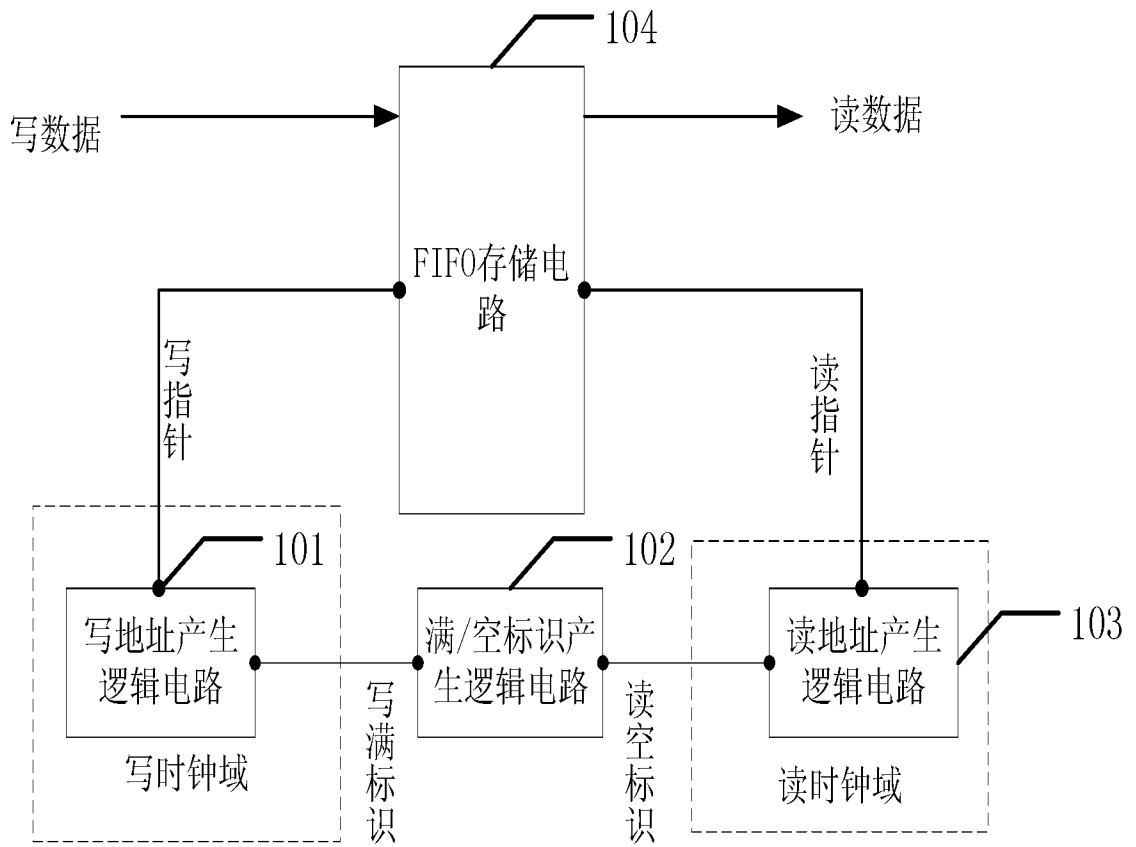 104
写数据
读数据
FIFO存储电
路
写指针
读指针
101
102
103
写地址产生
逻辑电路
满/空标识产
生逻辑电路
读地址产生
逻辑电路
写满标识
读空标识
写时钟域
读时钟域